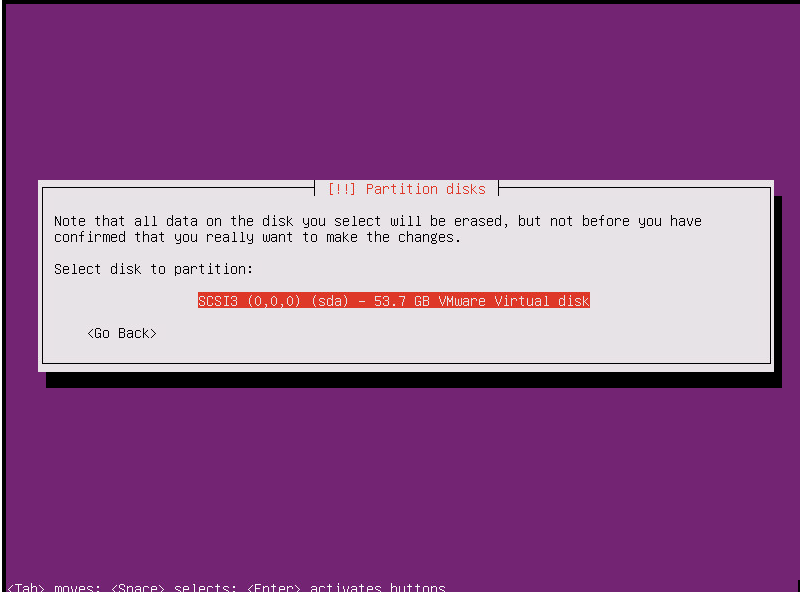 [!!] Partition disks
Note that all data on the disk you select will be erased, but not before you have
confirmed that you really want to make the changes.
Select disk to partition:
SCSI3 (0,0,0) (sda) - 53.7 GB VMware Virtual disk
<Go Back>
<Tab> moves; <Space> selects; <Enter> activates buttons